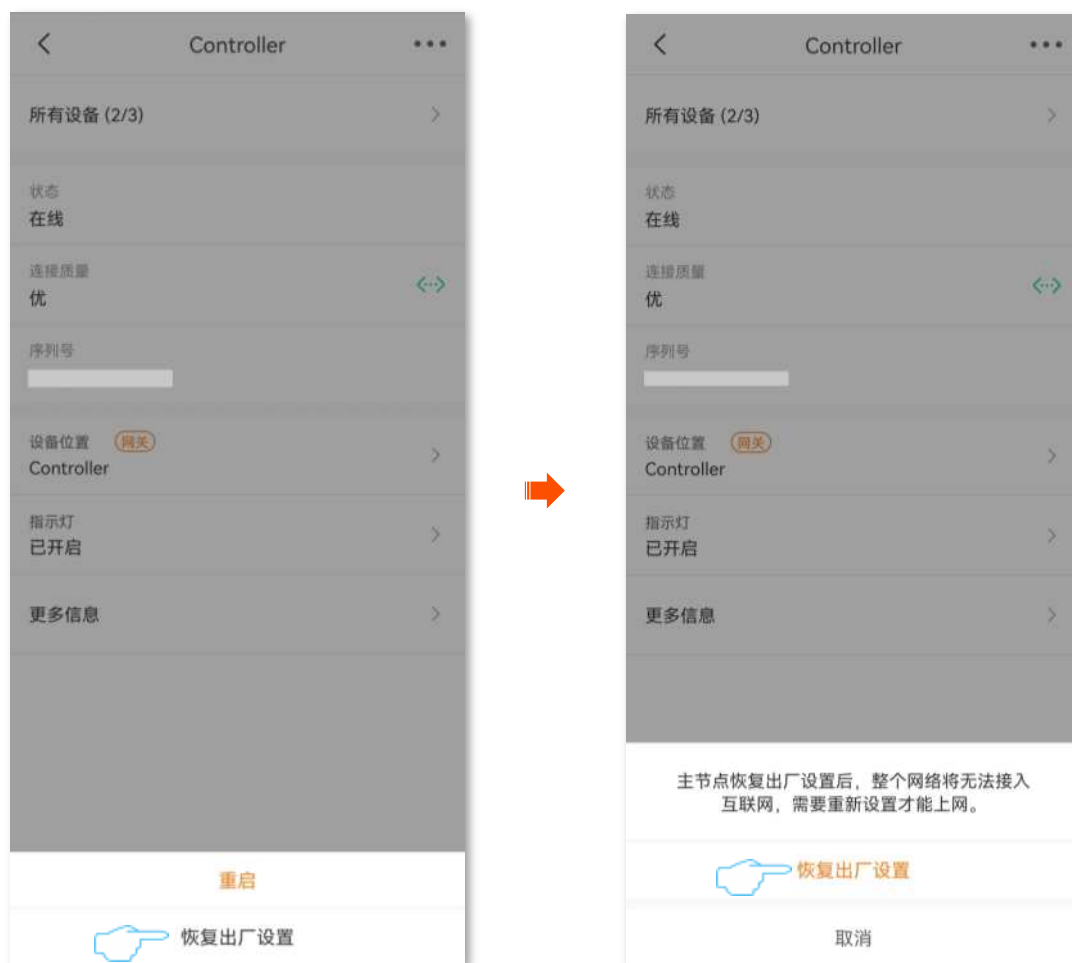 Controller
所有设备 (2/3)
状态
在线
连接质量
优
序列号
设备位置 网关
Controller
指示灯
已开启
更多信息
重启
恢复出厂设置
Controller
所有设备 (2/3)
状态
在线
连接质量
优
序列号
设备位置 网关
Controller
指示灯
已开启
更多信息
主节点恢复出厂设置后，整个网络将无法接入
互联网，需要重新设置才能上网。
恢复出厂设置
取消